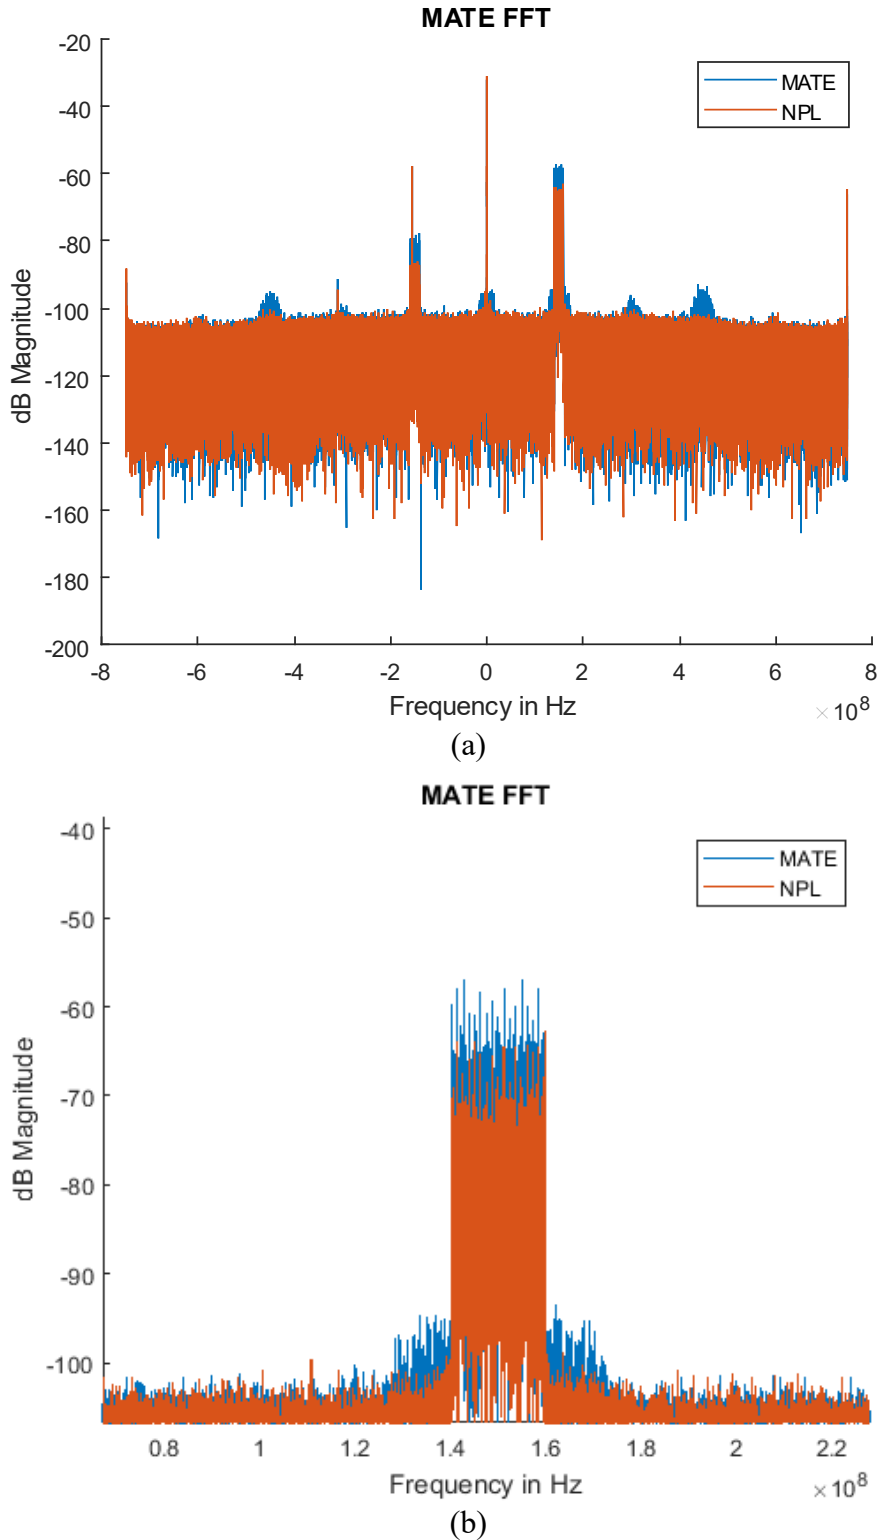 MATE FFT
-20
-40
-60
-80
-100
-120
-140
-160
-180
-200
dB Magnitude
MATE
NPL
-8 -6 -4 -2 0 2 4 6 8
Frequency in Hz
×10^8
(a)
MATE FFT
-40
-50
-60
-70
-80
-90
-100
dB Magnitude
MATE
NPL
0.8 1 1.2 1.4 1.6 1.8 2 2.2
Frequency in Hz
×10^8
(b)